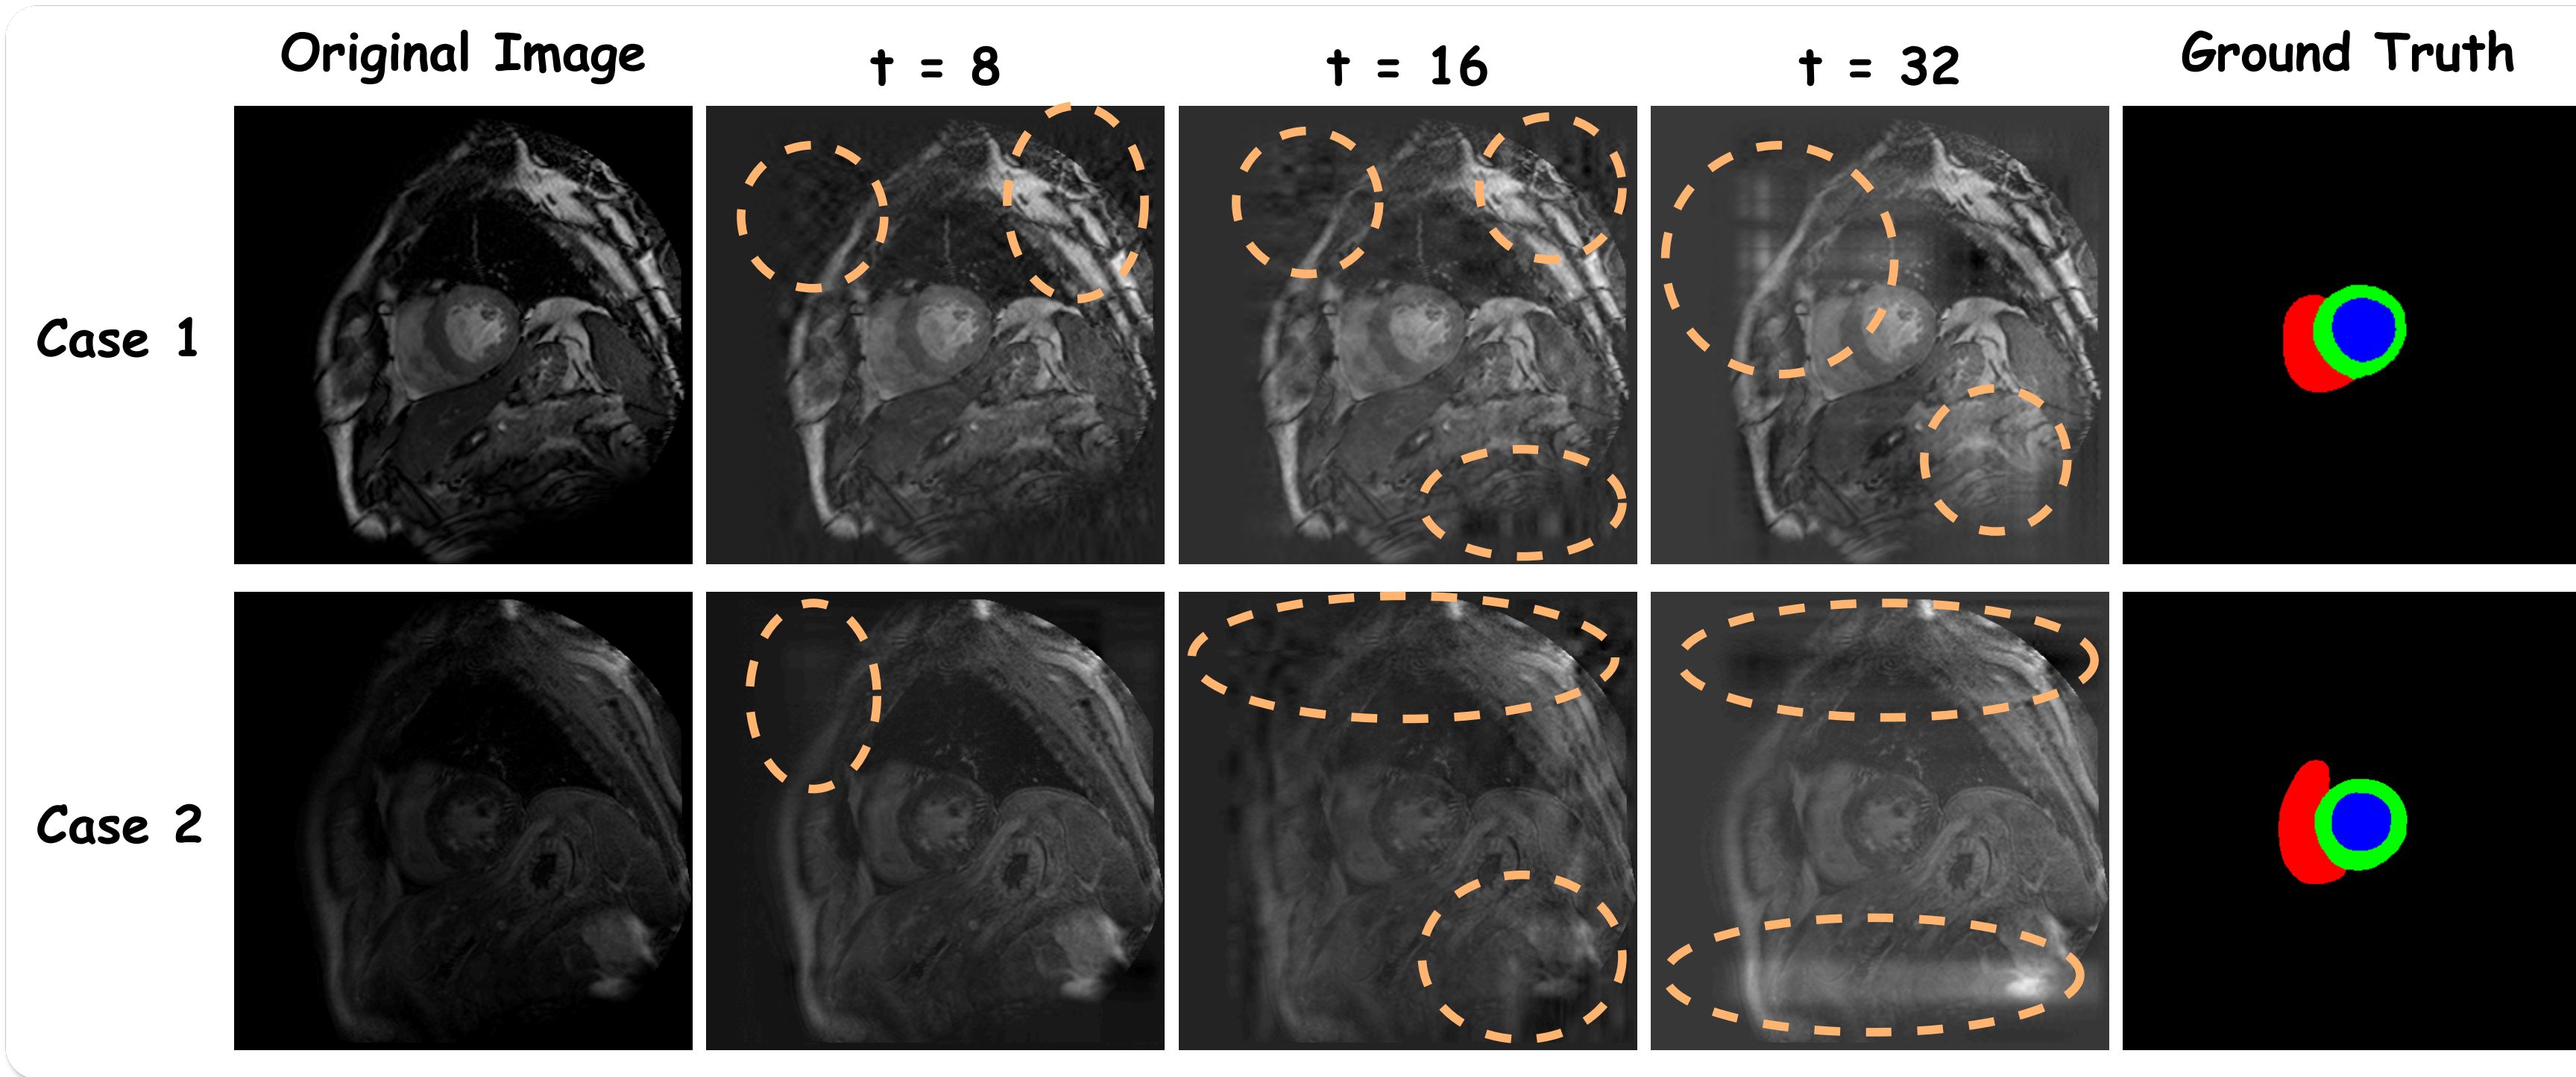 Original Image
t = 8
t = 16
t = 32
Ground Truth
Case 1
Case 2